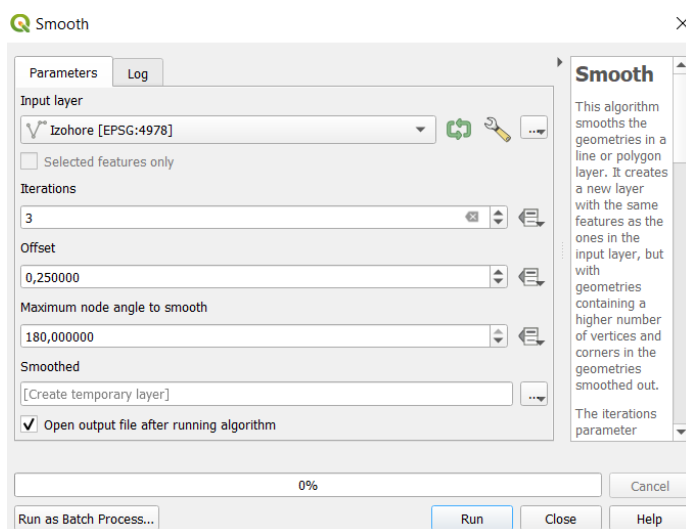 Smooth
Parameters
Log
Input layer
Izohore [EPSG:4978]
...
Selected features only
Iterations
3
Offset
0,250000
Maximum node angle to smooth
180,000000
Smoothed
[Create temporary layer]
...
Open output file after running algorithm
Smooth
This algorithm
smooths the
geometries in a
line or polygon
layer. It creates
a new layer
with the same
features as the
ones in the
input layer, but
with
geometries
containing a
higher number
of vertices and
corners in the
geometries
smoothed out.
The iterations
parameter
0%
Cancel
Run as Batch Process...
Run
Close
Help